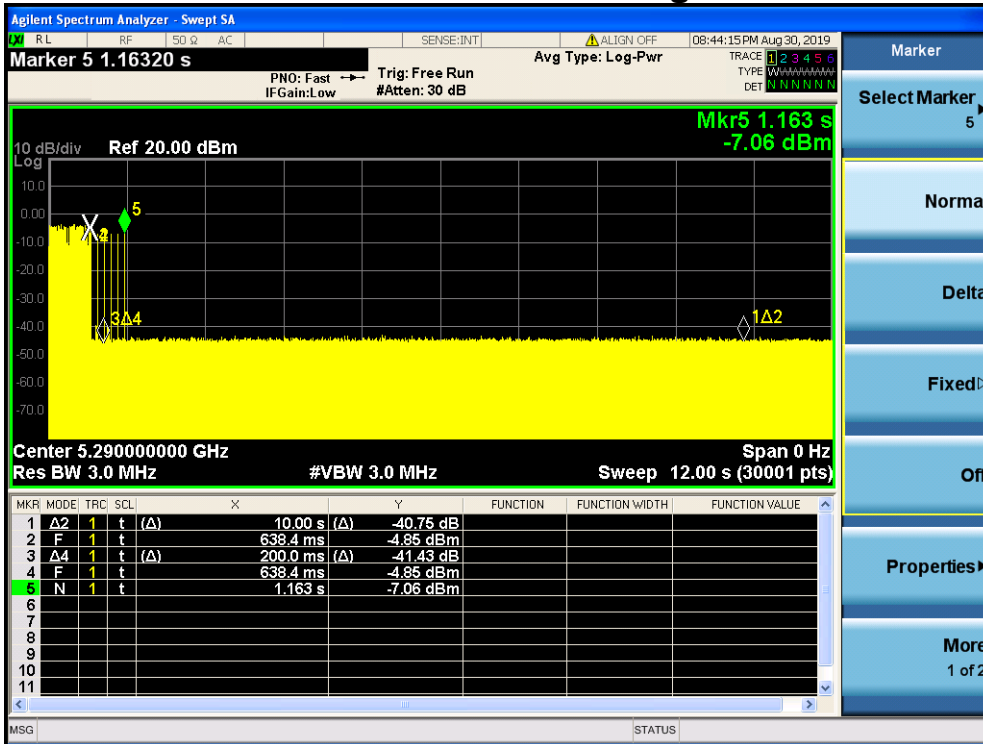 Agilent Spectrum Analyzer - Swept SA
LXI RL RF 50 Ω AC SENSE:INT ALIGN OFF 08:44:15 PM Aug 30, 2019
Marker 5 1.16320 s
PNO: Fast Trig: Free Run Avg Type: Log-Pwr TRACE 1 2 3 4 5 6
IFGain:Low #Atten: 30 dB TYPE W
DET N N N N N N
Marker
Select Marker
5
Mkr5 1.163 s
-7.06 dBm
10 dB/div Ref 20.00 dBm
Log
10.0
0.00
-10.0
-20.0
-30.0
-40.0
-50.0
-60.0
-70.0
5
3Δ4
1Δ2
Norma
Delta
Fixed
Off
Properties
More
1 of 2
Center 5.290000000 GHz Span 0 Hz
Res BW 3.0 MHz #VBW 3.0 MHz Sweep 12.00 s (30001 pts)
MKR MODE TRC SCL X Y FUNCTION FUNCTION WIDTH FUNCTION VALUE
1 Δ2 1 t (Δ) 10.00 s (Δ) -40.75 dB
2 F 1 t 638.4 ms -4.85 dBm
3 Δ4 1 t (Δ) 200.0 ms (Δ) -41.43 dB
4 F 1 t 638.4 ms -4.85 dBm
5 N 1 t 1.163 s -7.06 dBm
6
7
8
9
10
11
MSG STATUS